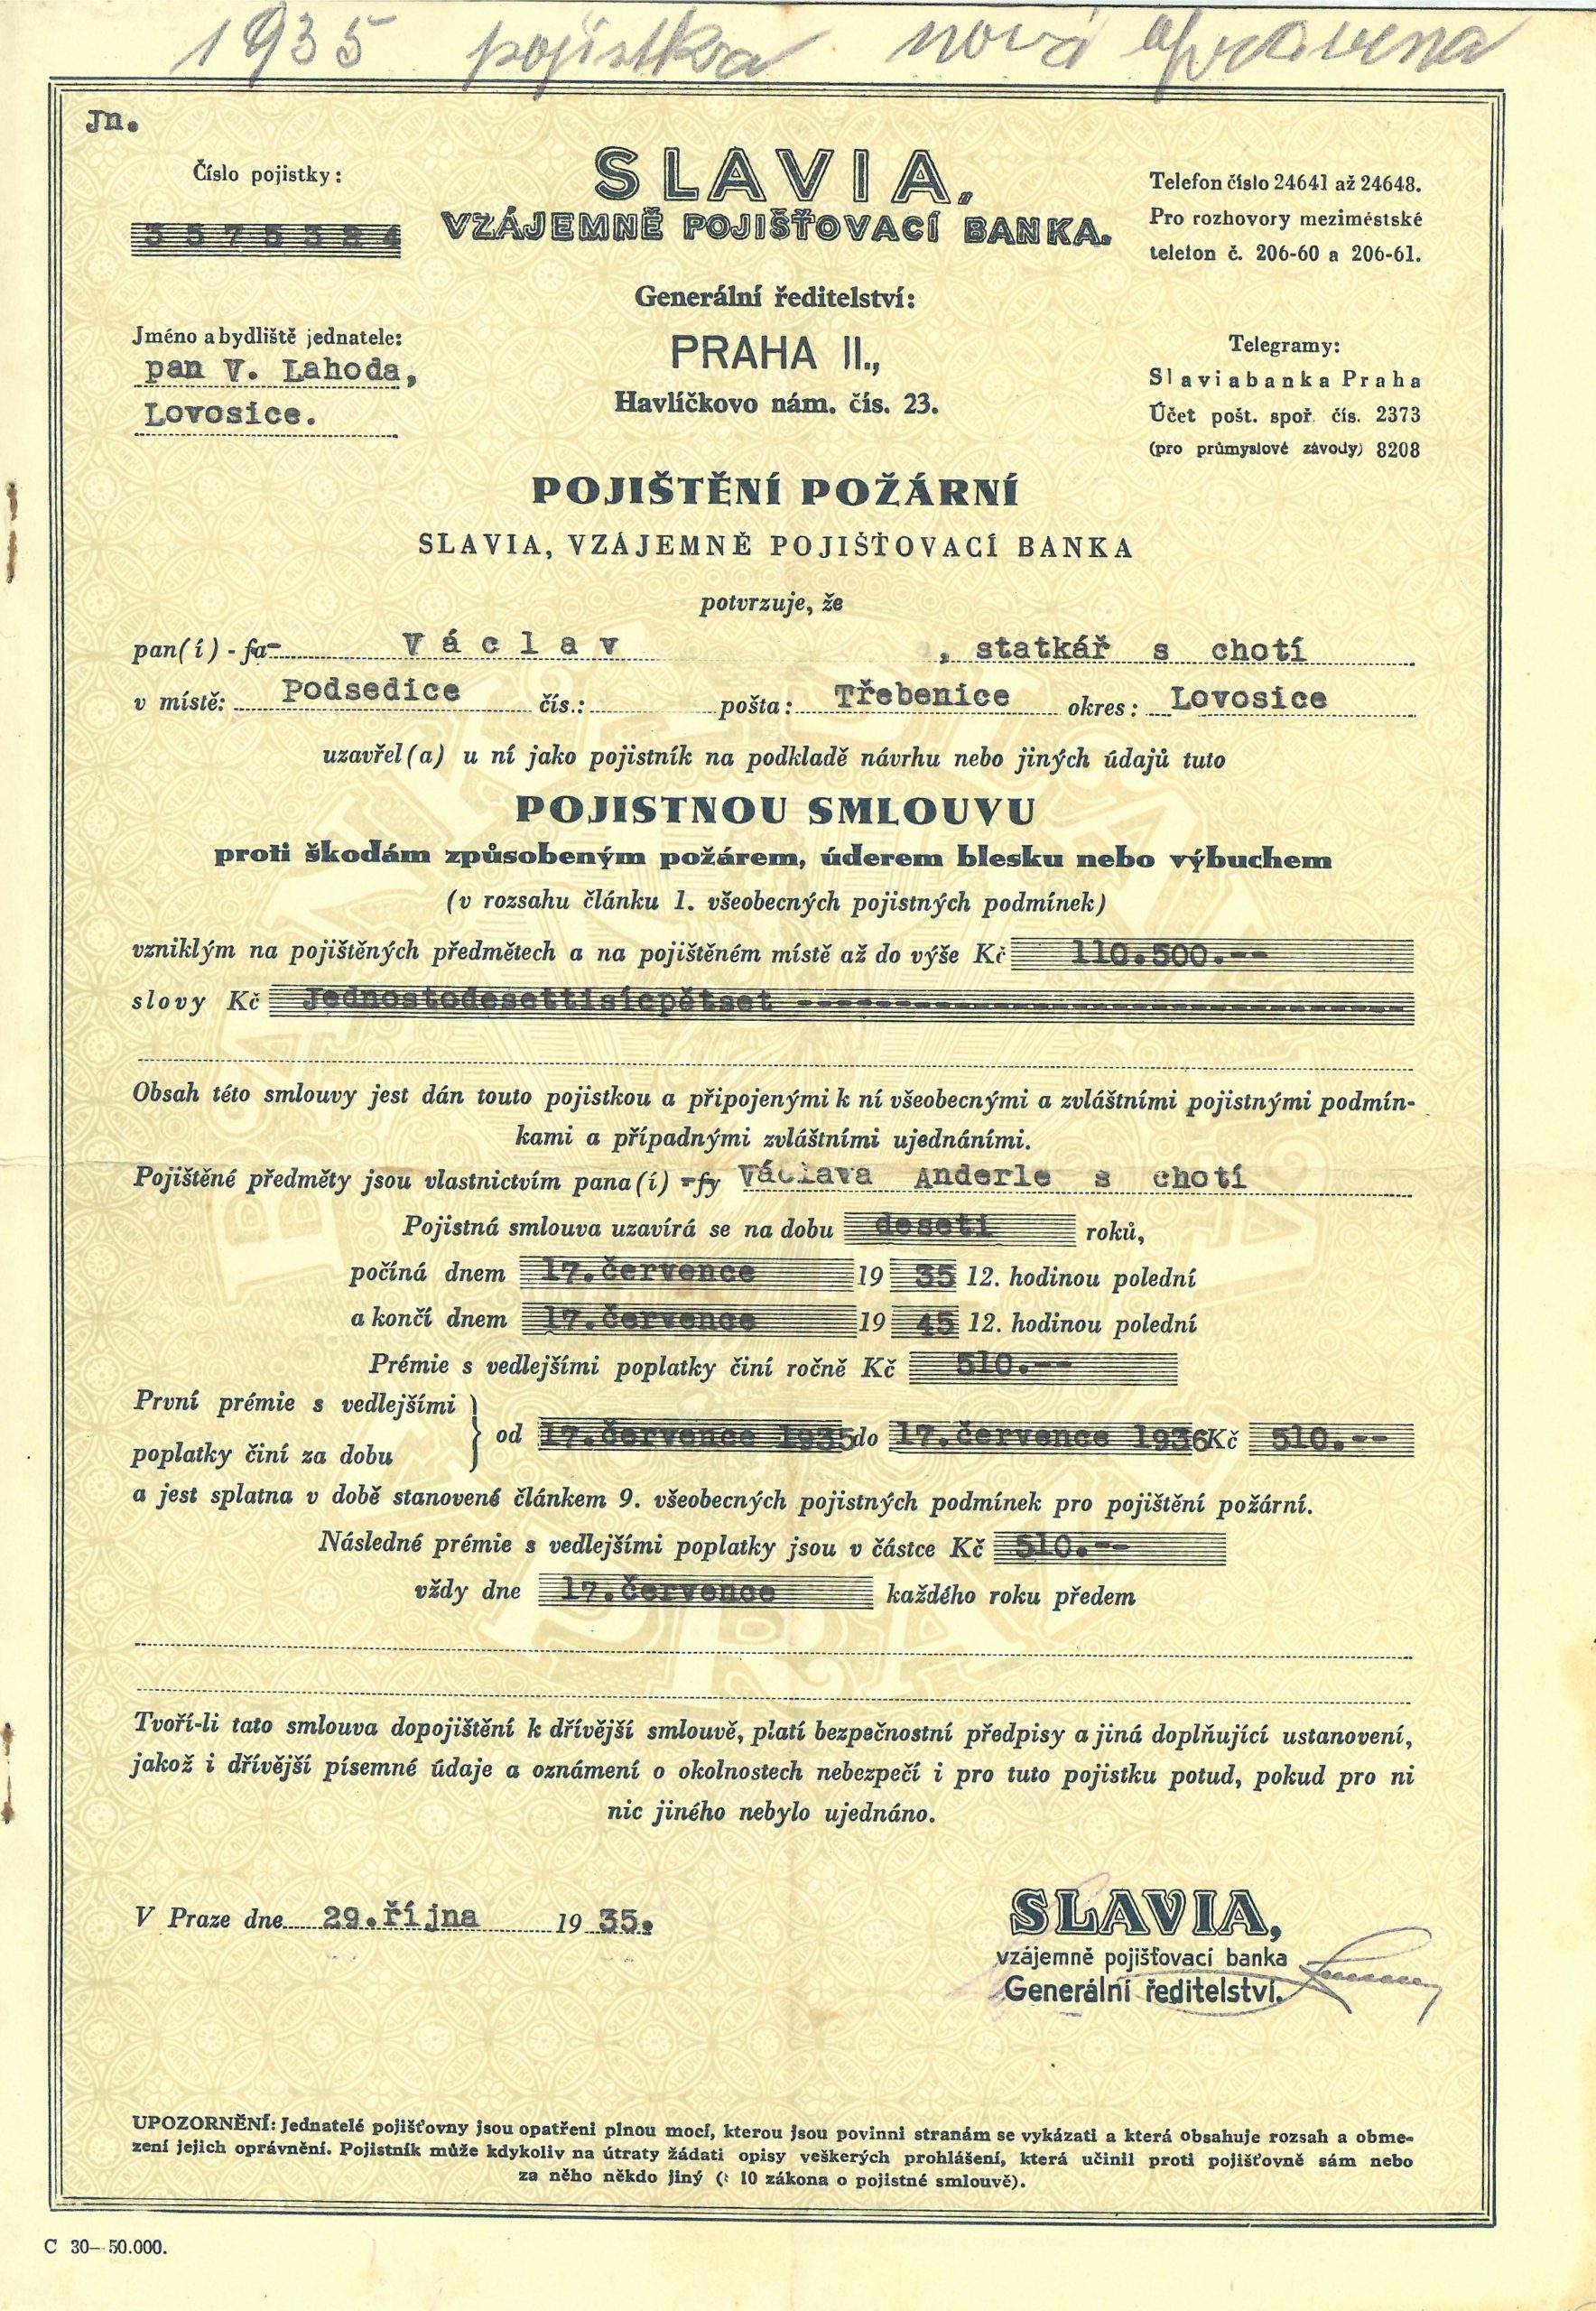 1935 pojistka nová opravena
Jn.
Číslo pojistky:
3575324
Jméno a bydliště jednatele:
pan V. Lahoda,
Lovosice.
SLAVIA,
VZÁJEMNĚ POJIŠŤOVACÍ BANKA.
Generální ředitelství:
PRAHA II.,
Havlíčkovo nám. čís. 23.
Telefon číslo 24641 až 24648.
Pro rozhovory meziměstské
telefon č. 206-60 a 206-61.
Telegramy:
Slaviabanka Praha
Účet pošt. spoř. čís. 2373
(pro průmyslové závody) 8208
POJIŠTĚNÍ POŽÁRNÍ
SLAVIA, VZÁJEMNĚ POJIŠŤOVACÍ BANKA
potvrzuje, že
pan(í) - fa- Václav , statkář s chotí
v místě: Podsedice čís.: pošta: Třebenice okres: Lovosice
uzavřel(a) u ní jako pojistník na podkladě návrhu nebo jiných údajů tuto
POJISTNOU SMLOUVU
proti škodám způsobeným požárem, úderem blesku nebo výbuchem
(v rozsahu článku 1. všeobecných pojistných podmínek)
vzniklým na pojištěných předmětech a na pojištěném místě až do výše Kč 110.500.--
slovy Kč Jednostodesettisícpětset ----------
Obsah této smlouvy jest dán touto pojistkou a připojenými k ní všeobecnými a zvláštními pojistnými podmín-
kami a případnými zvláštními ujednáními.
Pojištěné předměty jsou vlastnictvím pana(í) -fy Václava Anderle s chotí
Pojistná smlouva uzavírá se na dobu deseti roků,
počíná dnem 17.července 19 35 12. hodinou polední
a končí dnem 17.července 19 45 12. hodinou polední
Prémie s vedlejšími poplatky činí ročně Kč 510.--
První prémie s vedlejšími
poplatky činí za dobu } od 17.července 1935 do 17.července 1936 Kč 510.--
a jest splatna v době stanovené článkem 9. všeobecných pojistných podmínek pro pojištění požární.
Následné prémie s vedlejšími poplatky jsou v částce Kč 510.--
vždy dne 17.července každého roku předem
Tvoří-li tato smlouva dopojištění k dřívější smlouvě, platí bezpečnostní předpisy a jiná doplňující ustanovení,
jakož i dřívější písemné údaje a oznámení o okolnostech nebezpečí i pro tuto pojistku potud, pokud pro ni
nic jiného nebylo ujednáno.
V Praze dne 29.října 19 35.
SLAVIA,
vzájemně pojišťovací banka
Generální ředitelství.
UPOZORNĚNÍ: Jednatelé pojišťovny jsou opatřeni plnou mocí, kterou jsou povinni stranám se vykázati a která obsahuje rozsah a obme-
zení jejich oprávnění. Pojistník může kdykoliv na útraty žádati opisy veškerých prohlášení, která učinil proti pojišťovně sám nebo
za něho někdo jiný (§ 10 zákona o pojistné smlouvě).
C 30—50.000.